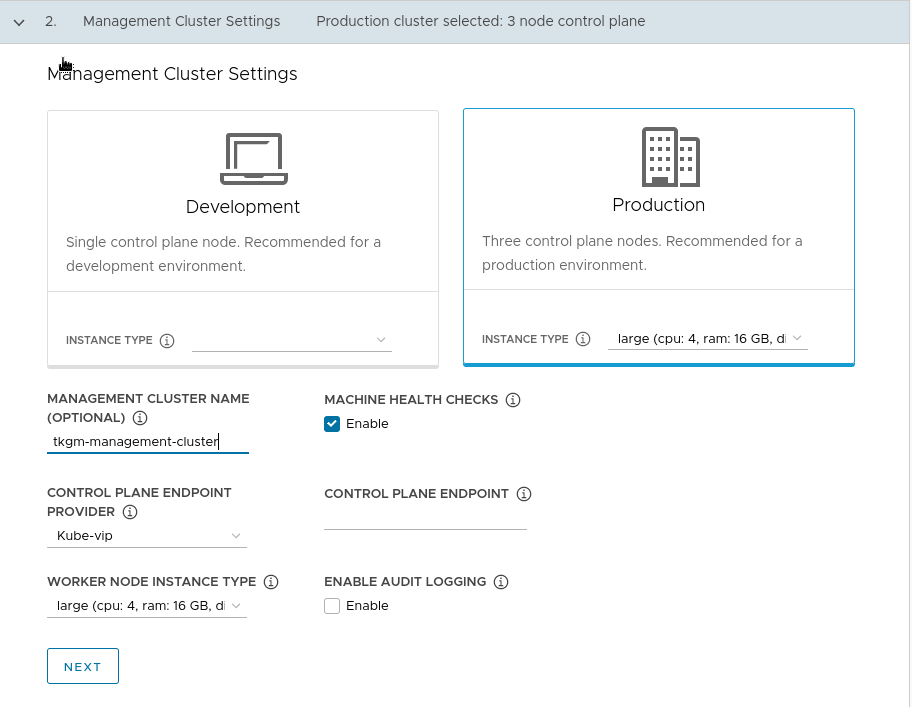 2. Management Cluster Settings Production cluster selected: 3 node control plane
Management Cluster Settings
Development
Single control plane node. Recommended for a
development environment.
INSTANCE TYPE
Production
Three control plane nodes. Recommended for a
production environment.
INSTANCE TYPE large (cpu: 4, ram: 16 GB, di
MANAGEMENT CLUSTER NAME
(OPTIONAL)
tkgm-management-cluster
MACHINE HEALTH CHECKS
Enable
CONTROL PLANE ENDPOINT
PROVIDER
Kube-vip
CONTROL PLANE ENDPOINT
WORKER NODE INSTANCE TYPE
large (cpu: 4, ram: 16 GB, di
ENABLE AUDIT LOGGING
Enable
NEXT